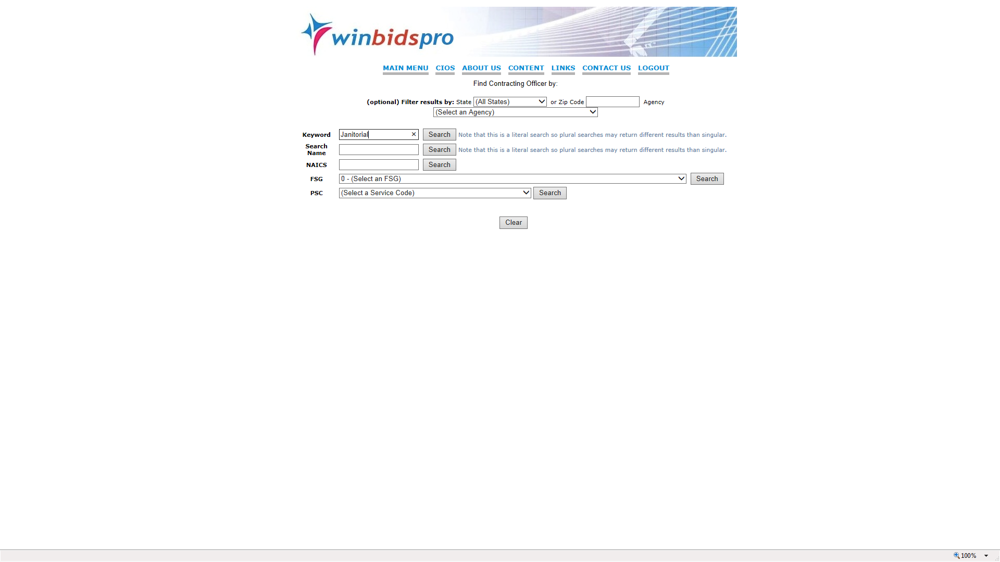 winbidspro
MAIN MENU CIOS ABOUT US CONTENT LINKS CONTACT US LOGOUT
Find Contracting Officer by:
(optional) Filter results by: State (All States) or Zip Code Agency
(Select an Agency)
Keyword Janitorial × Search Note that this is a literal search so plural searches may return different results than singular.
Search Name Search Note that this is a literal search so plural searches may return different results than singular.
NAICS Search
FSG 0 - (Select an FSG) Search
PSC (Select a Service Code) Search
Clear
100%